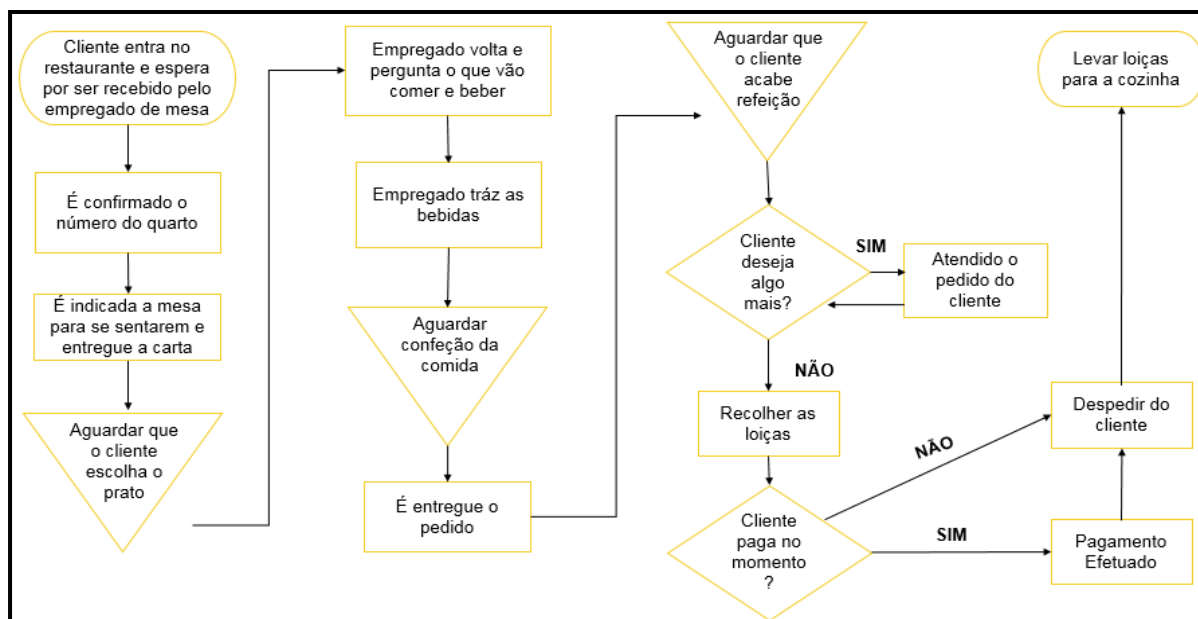 Cliente entra no
restaurante e espera
por ser recebido pelo
empregado de mesa
É confirmado o
número do quarto
É indicada a mesa
para se sentarem e
entregue a carta
Aguardar que
o cliente
escolha o
prato
Empregado volta e
pergunta o que vão
comer e beber
Empregado tráz as
bebidas
Aguardar
confeção da
comida
É entregue o
pedido
Aguardar que
o cliente
acabe
refeição
Cliente
deseja
algo
mais?
SIM
Atendido o
pedido do
cliente
NÃO
Recolher as
loiças
Cliente
paga no
momento
?
NÃO
SIM
Pagamento
Efetuado
Despedir do
cliente
Levar loiças
para a cozinha